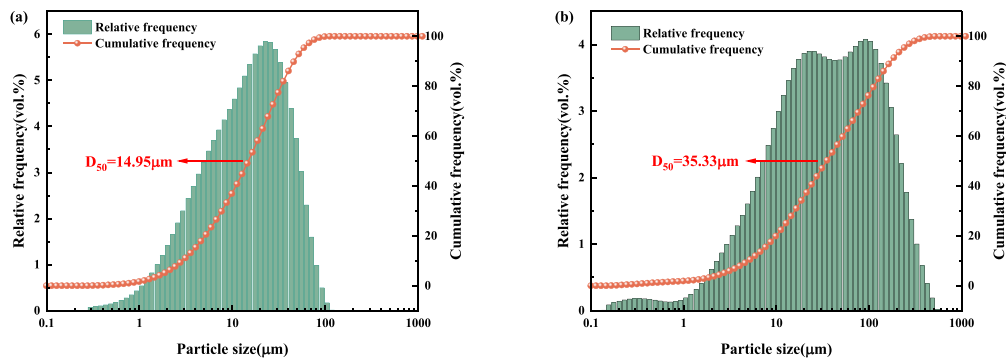 (a)
Relative frequency
Cumulative frequency
D50=14.95μm
Relative frequency(vol.%)
0
1
2
3
4
5
6
Cumulative frequency(vol.%)
0
20
40
60
80
100
0.1 1 10 100 1000
Particle size(μm)
(b)
Relative frequency
Cumulative frequency
D50=35.33μm
Relative frequency(vol.%)
0
1
2
3
4
Cumulative frequency(vol.%)
0
20
40
60
80
100
0.1 1 10 100 1000
Particle size(μm)